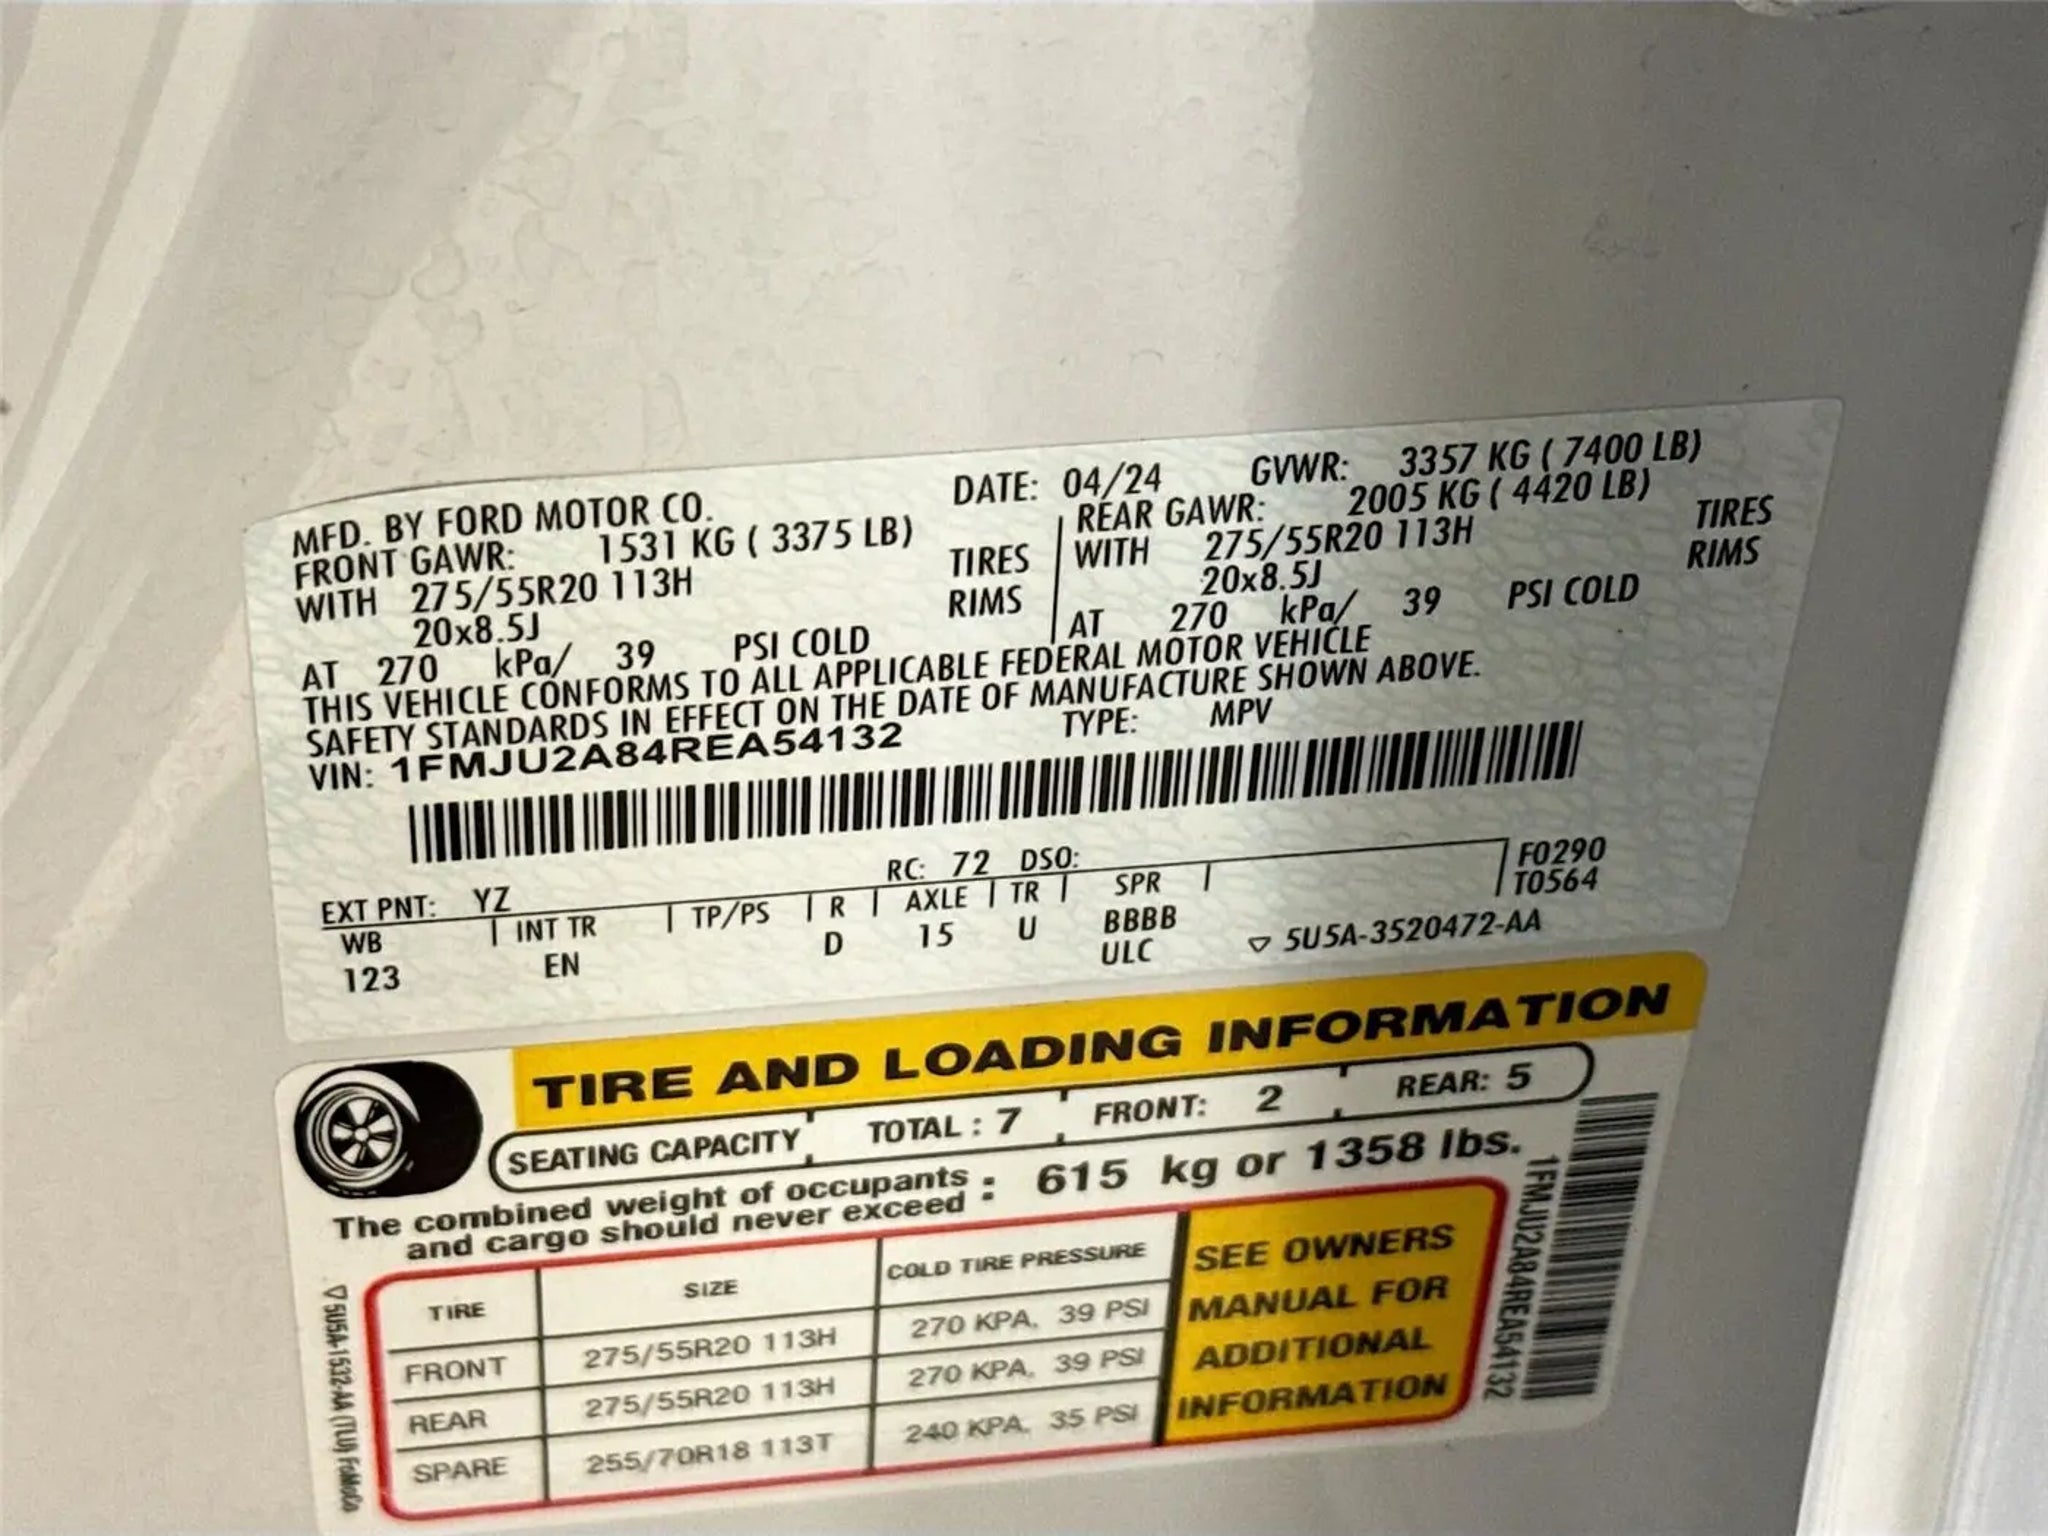 MFD. BY FORD MOTOR CO.
DATE: 04/24 GVWR: 3357 KG ( 7400 LB)
FRONT GAWR: 1531 KG ( 3375 LB)
WITH 275/55R20 113H TIRES
20x8.5J RIMS
AT 270 kPa/ 39 PSI COLD
REAR GAWR: 2005 KG ( 4420 LB)
WITH 275/55R20 113H TIRES
20x8.5J RIMS
AT 270 kPa/ 39 PSI COLD
THIS VEHICLE CONFORMS TO ALL APPLICABLE FEDERAL MOTOR VEHICLE
SAFETY STANDARDS IN EFFECT ON THE DATE OF MANUFACTURE SHOWN ABOVE.
VIN: 1FMJU2A84REA54132 TYPE: MPV
EXT PNT: YZ RC: 72 DSO: F0290
WB INT TR TP/PS R AXLE TR SPR T0564
123 EN D 15 U BBBB
ULC 5U5A-3520472-AA
TIRE AND LOADING INFORMATION
SEATING CAPACITY TOTAL : 7 FRONT: 2 REAR: 5
The combined weight of occupants
and cargo should never exceed : 615 kg or 1358 lbs.
TIRE SIZE COLD TIRE PRESSURE
FRONT 275/55R20 113H 270 KPA, 39 PSI
REAR 275/55R20 113H 270 KPA, 39 PSI
SPARE 255/70R18 113T 240 KPA, 35 PSI
SEE OWNERS
MANUAL FOR
ADDITIONAL
INFORMATION
1FMJU2A84REA54132
5U5A-1532-AA (TLU) FoMoCo